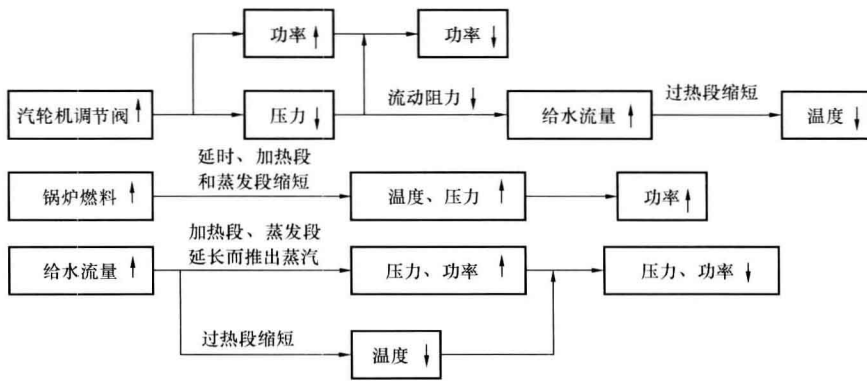 功率↑
功率↓
汽轮机调节阀↑
压力↓
流动阻力↓
给水流量↑
过热段缩短
温度↓
锅炉燃料↑
延时、加热段
和蒸发段缩短
温度、压力↑
功率↑
给水流量↑
加热段、蒸发段
延长而推出蒸汽
压力、功率↑
压力、功率↓
过热段缩短
温度↓